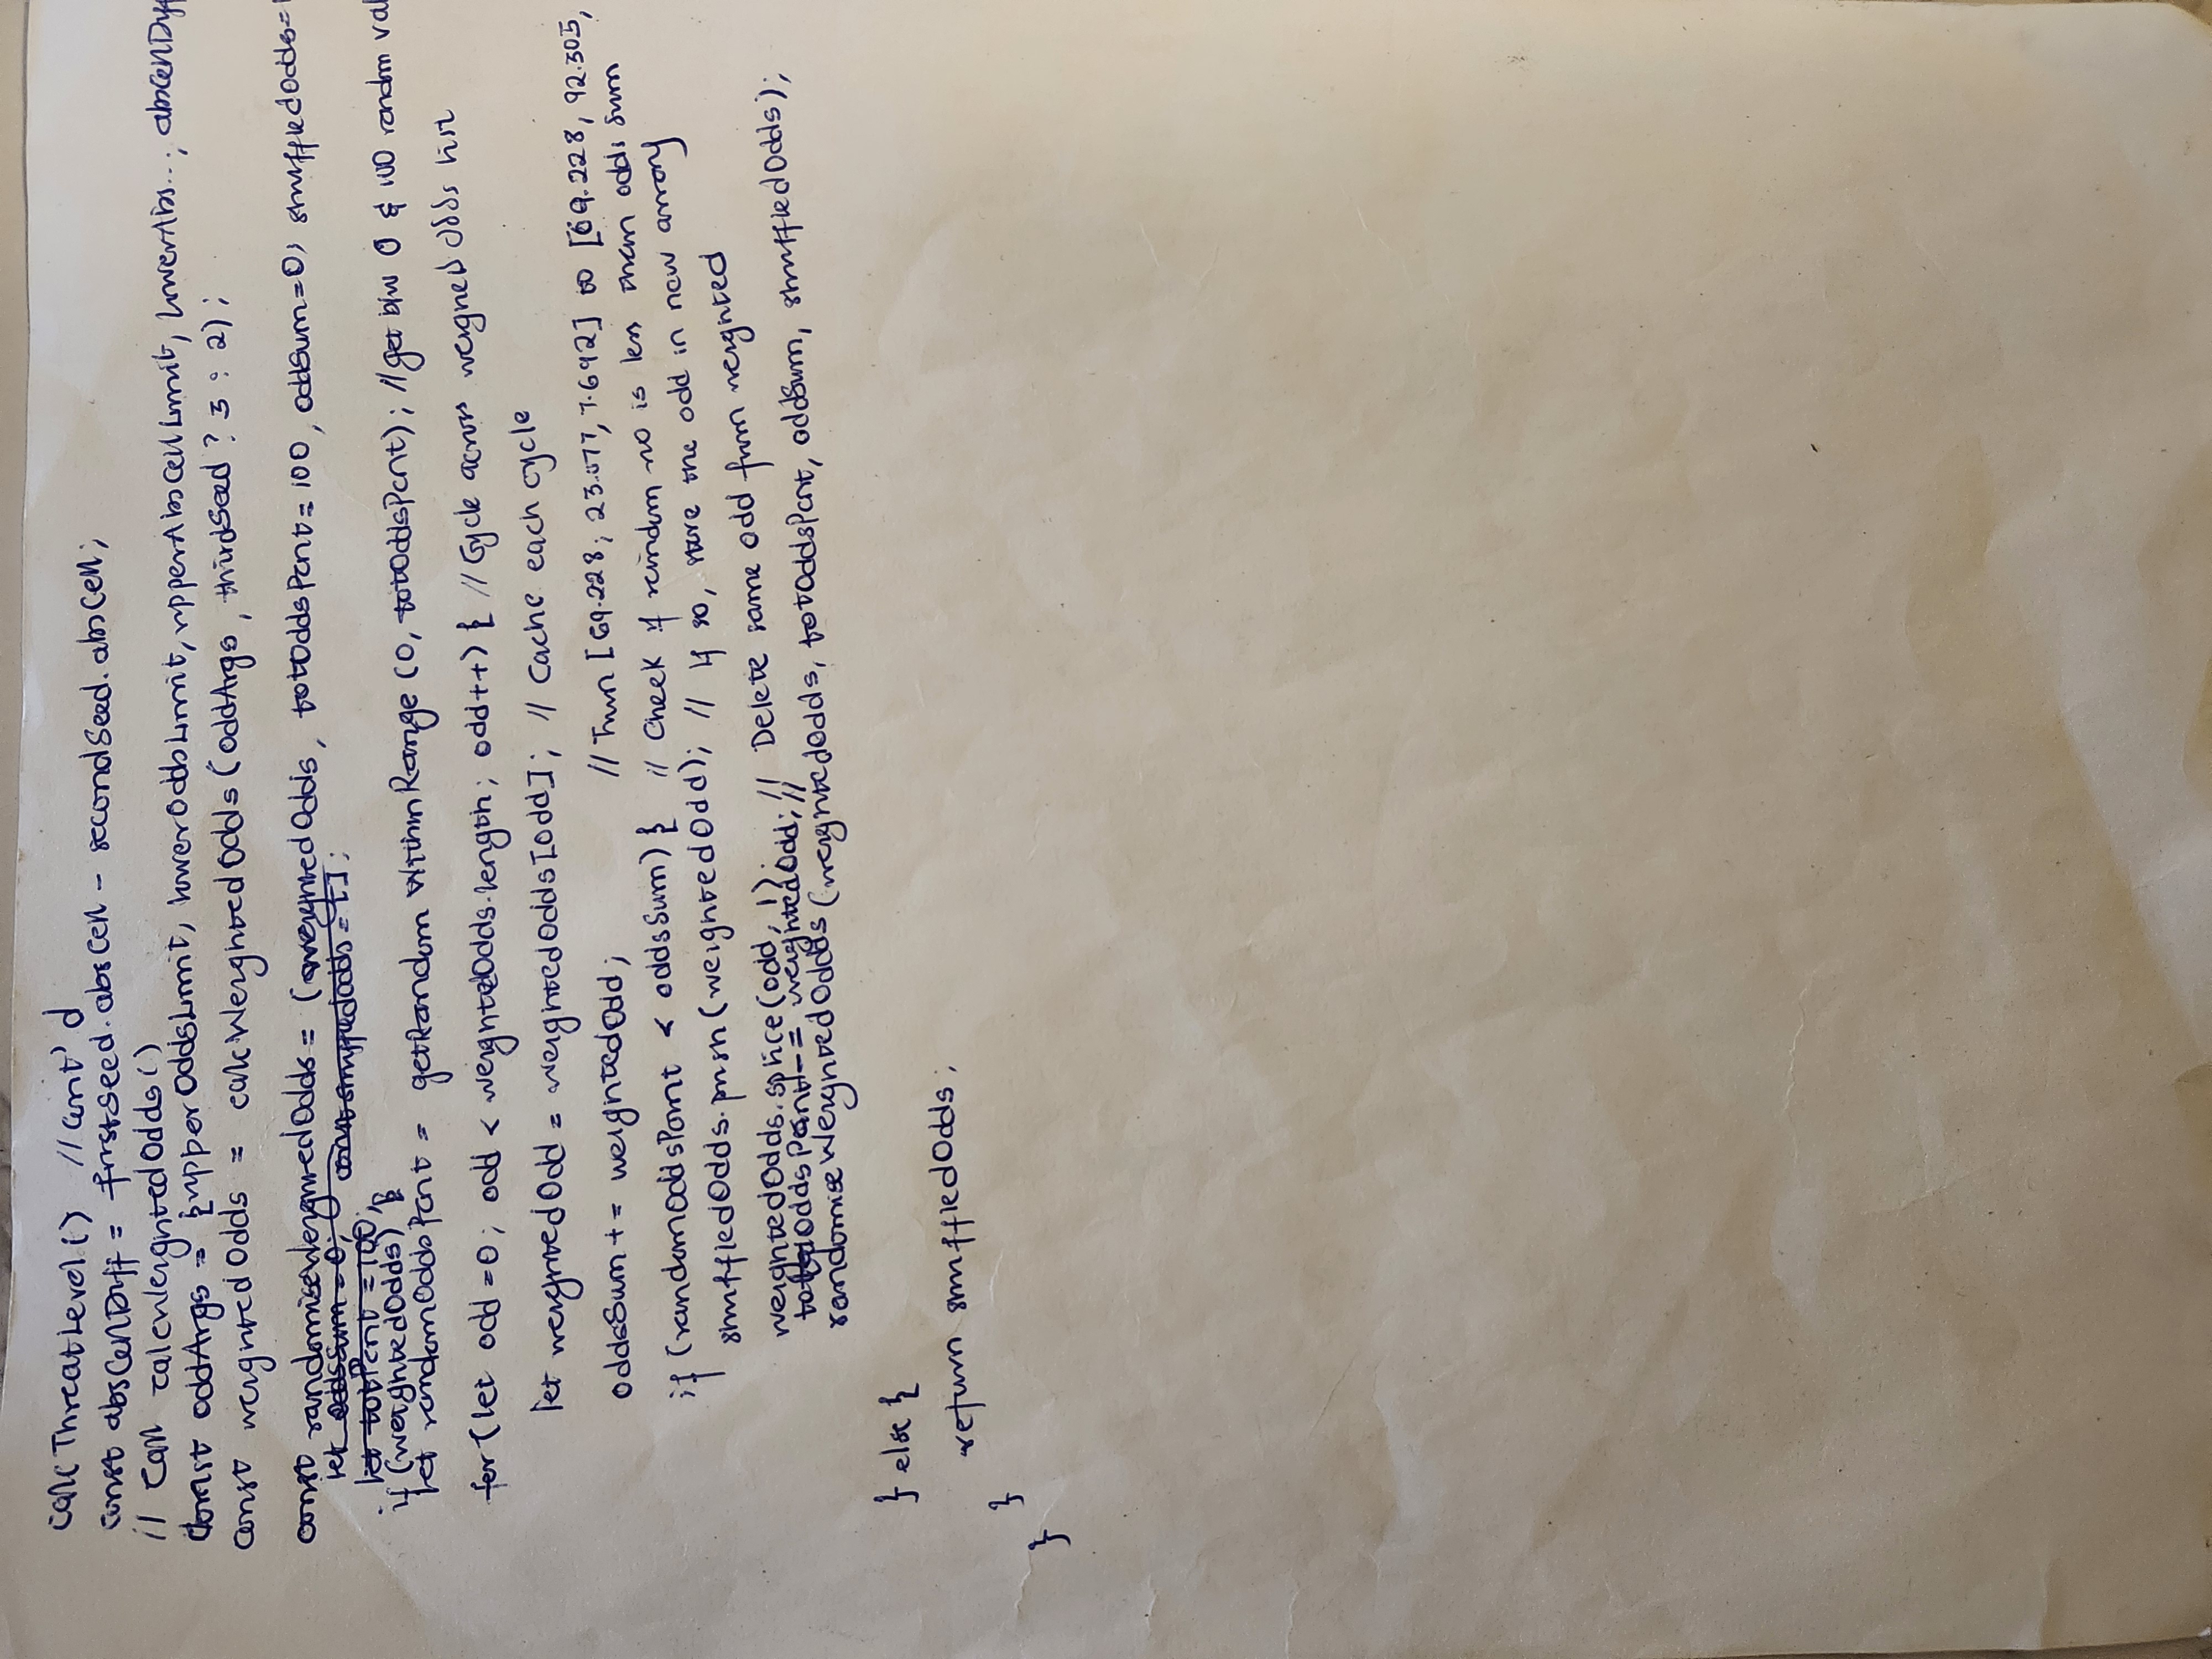 calcThreatLevel() // cont'd
const absCellDiff = firstSeed.absCell - secondSeed.absCell;
// Call calcWeightedOdds()
const oddArgs = {upperOddsLimit, lowerOddsLimit, upperAbsCellLimit, lowerAbs..., absCellDiff
const weightedOdds = calcWeightedOdds (oddArgs, thirdSeed ? 3 : 2);
const randomiseWeightedOdds = (weightedOdds, totOddsPcnt = 100, oddSum=0, shuffledOdds=
let oddsSum = 0; const shuffledodds = [];
let totPcnt = 100;
if (weightedOdds) {
let randomOddsPcnt = getRandomWithinRange (0, totOddsPcnt); // get b/w 0 & 100 random val
for (let odd = 0; odd < weightedOdds.length; odd++) { // Cycle across weighed odds list
let weightedOdd = weightedOdds[odd]; // Cache each cycle
oddsSum += weightedOdd; // Turn [69.228, 23.077, 7.692] to [69.228, 92.305,
if (randomOddsPcnt < oddsSum) { // Check if random no is less than odds sum
shuffledOdds.push(weightedOdd); // If so, store the odd in new array
weightedOdds.splice(odd, 1); // Delete same odd from weighted
OddsPcnt -= weightedOdd; //
randomiseWeightedOdds (weightedOdds, totOddsPcnt, oddSum, shuffledOdds);
} else {
return shuffledOdds;
}
}